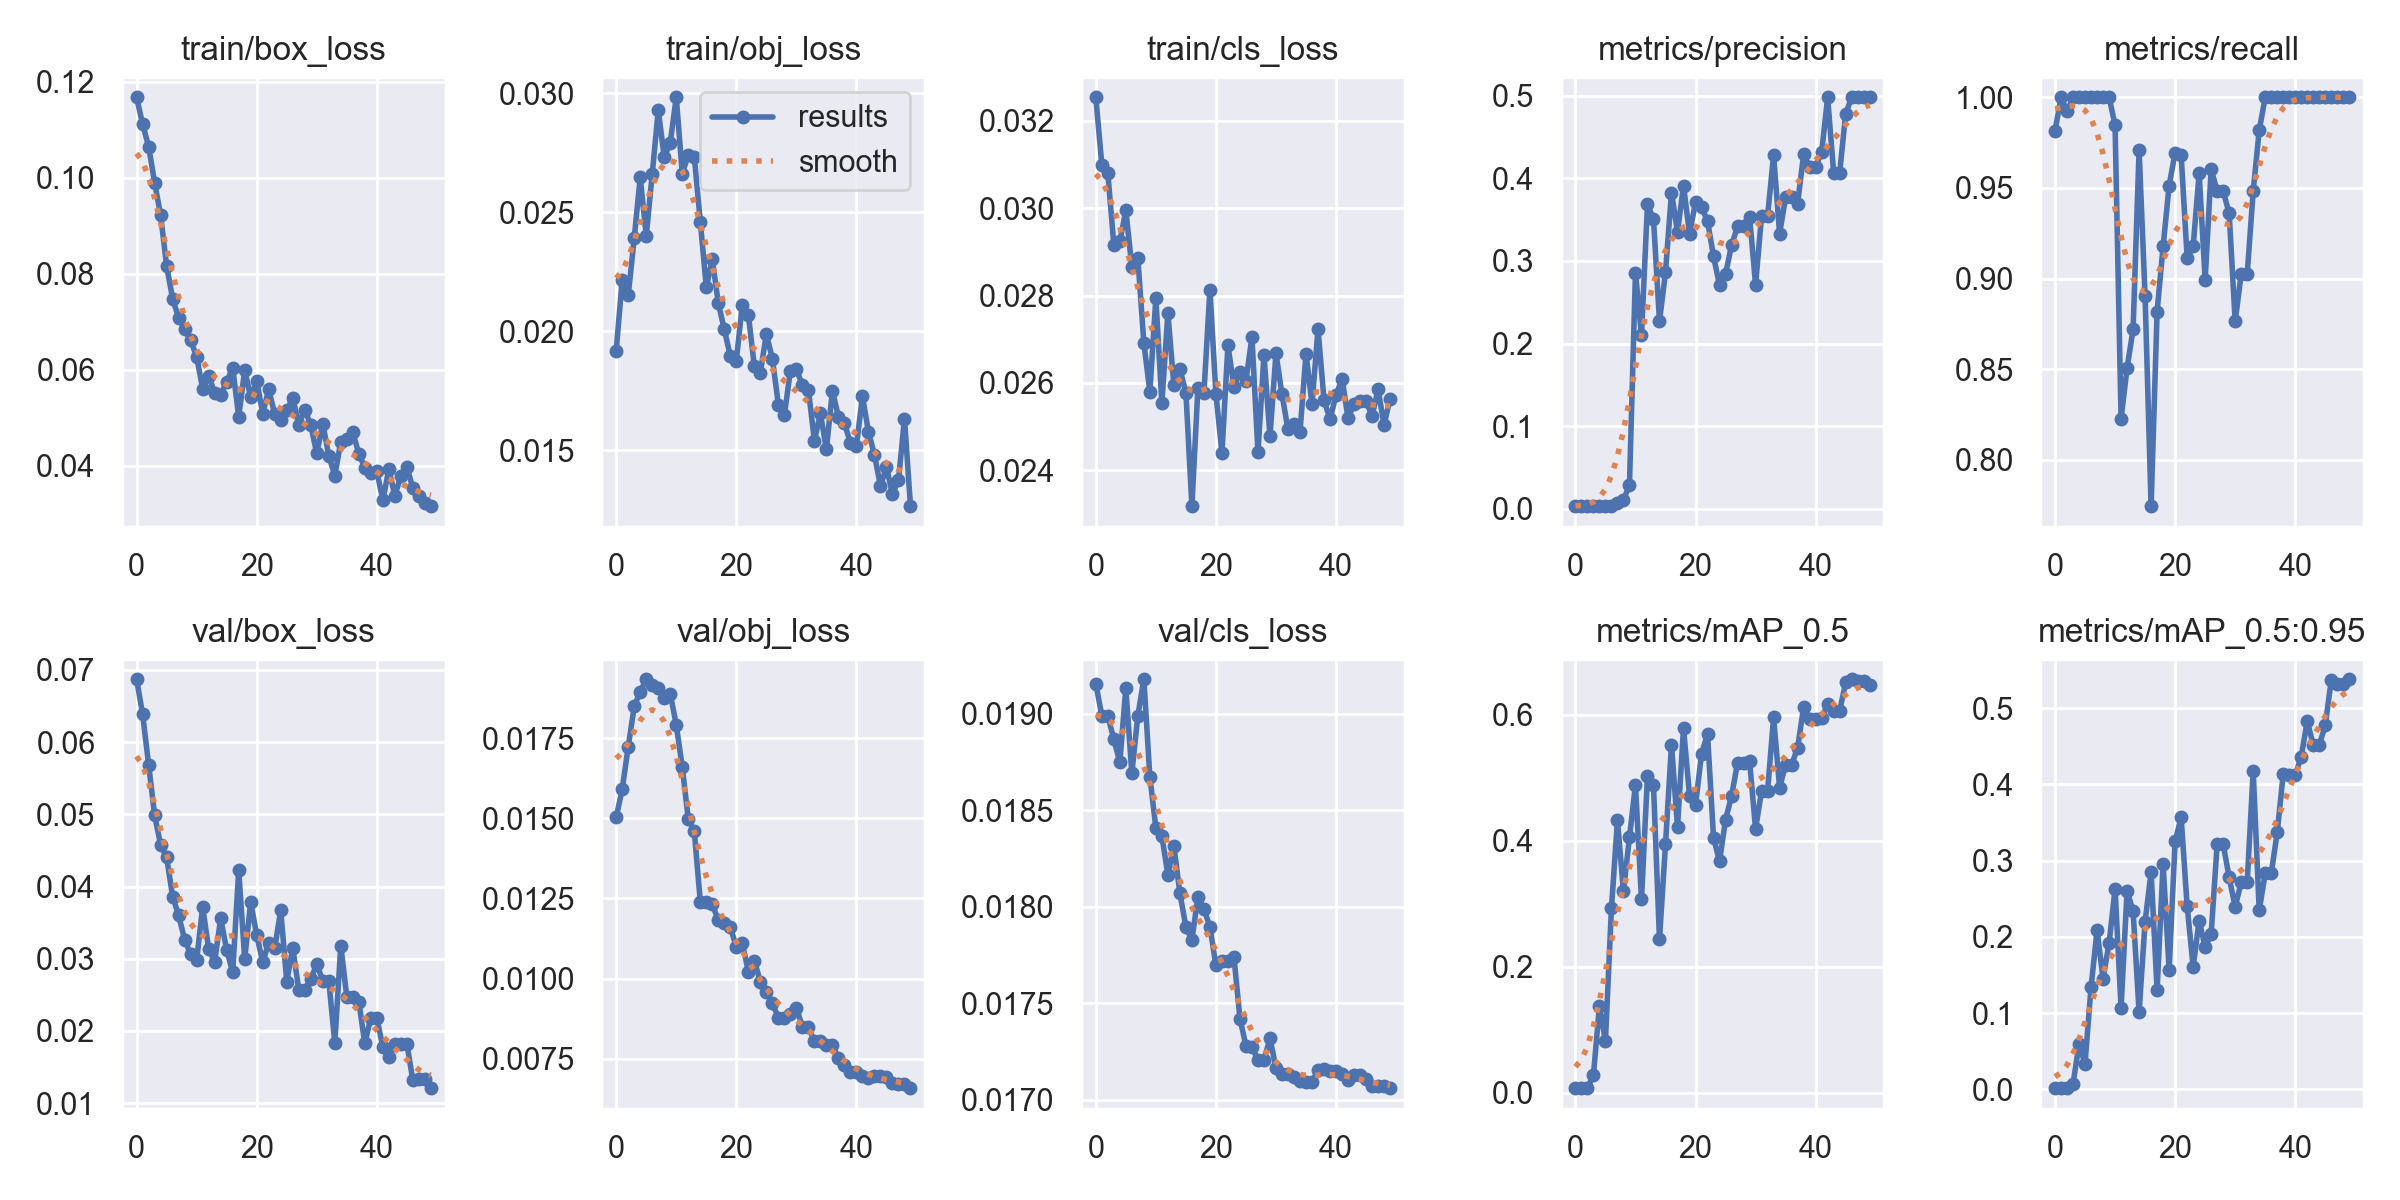 train/box_loss
0.12
0.10
0.08
0.06
0.04
0 20 40
train/obj_loss
0.030
0.025
0.020
0.015
0 20 40
results
smooth
train/cls_loss
0.032
0.030
0.028
0.026
0.024
0 20 40
metrics/precision
0.5
0.4
0.3
0.2
0.1
0.0
0 20 40
metrics/recall
1.00
0.95
0.90
0.85
0.80
0 20 40
val/box_loss
0.07
0.06
0.05
0.04
0.03
0.02
0.01
0 20 40
val/obj_loss
0.0175
0.0150
0.0125
0.0100
0.0075
0 20 40
val/cls_loss
0.0190
0.0185
0.0180
0.0175
0.0170
0 20 40
metrics/mAP_0.5
0.6
0.4
0.2
0.0
0 20 40
metrics/mAP_0.5:0.95
0.5
0.4
0.3
0.2
0.1
0.0
0 20 40